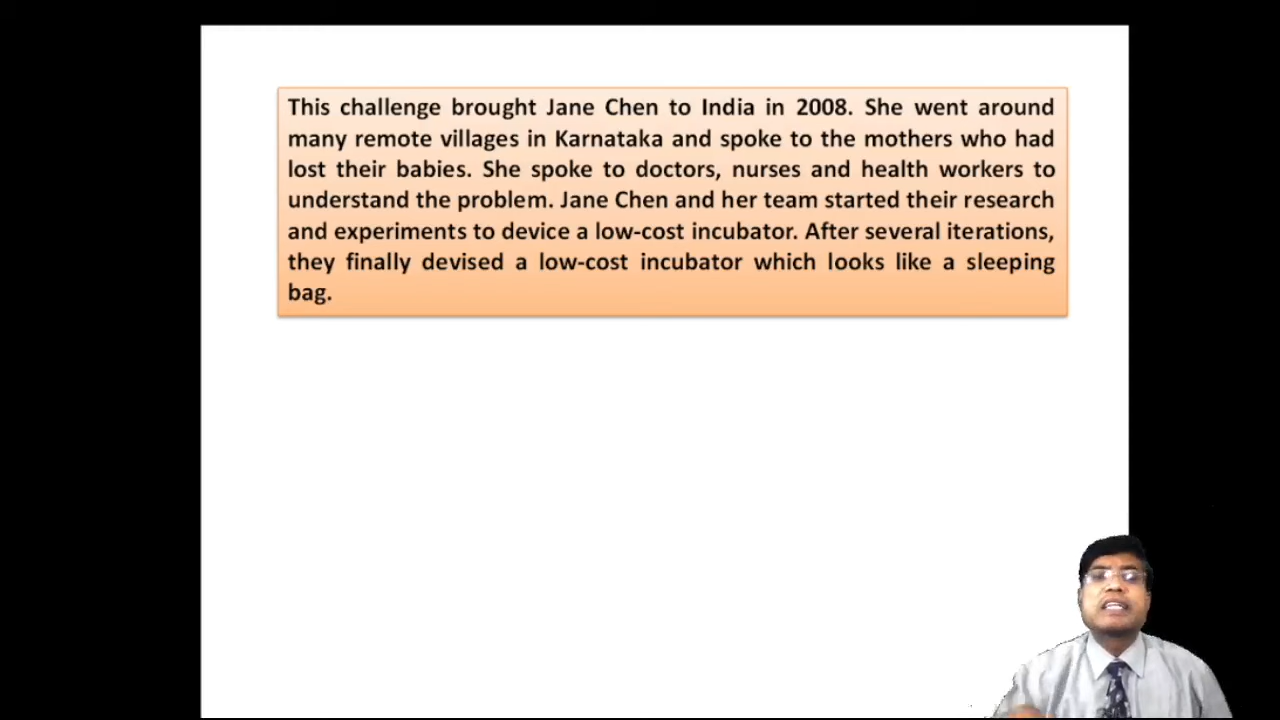 This challenge brought Jane Chen to India in 2008. She went around
many remote villages in Karnataka and spoke to the mothers who had
lost their babies. She spoke to doctors, nurses and health workers to
understand the problem. Jane Chen and her team started their research
and experiments to device a low-cost incubator. After several iterations,
they finally devised a low-cost incubator which looks like a sleeping
bag.